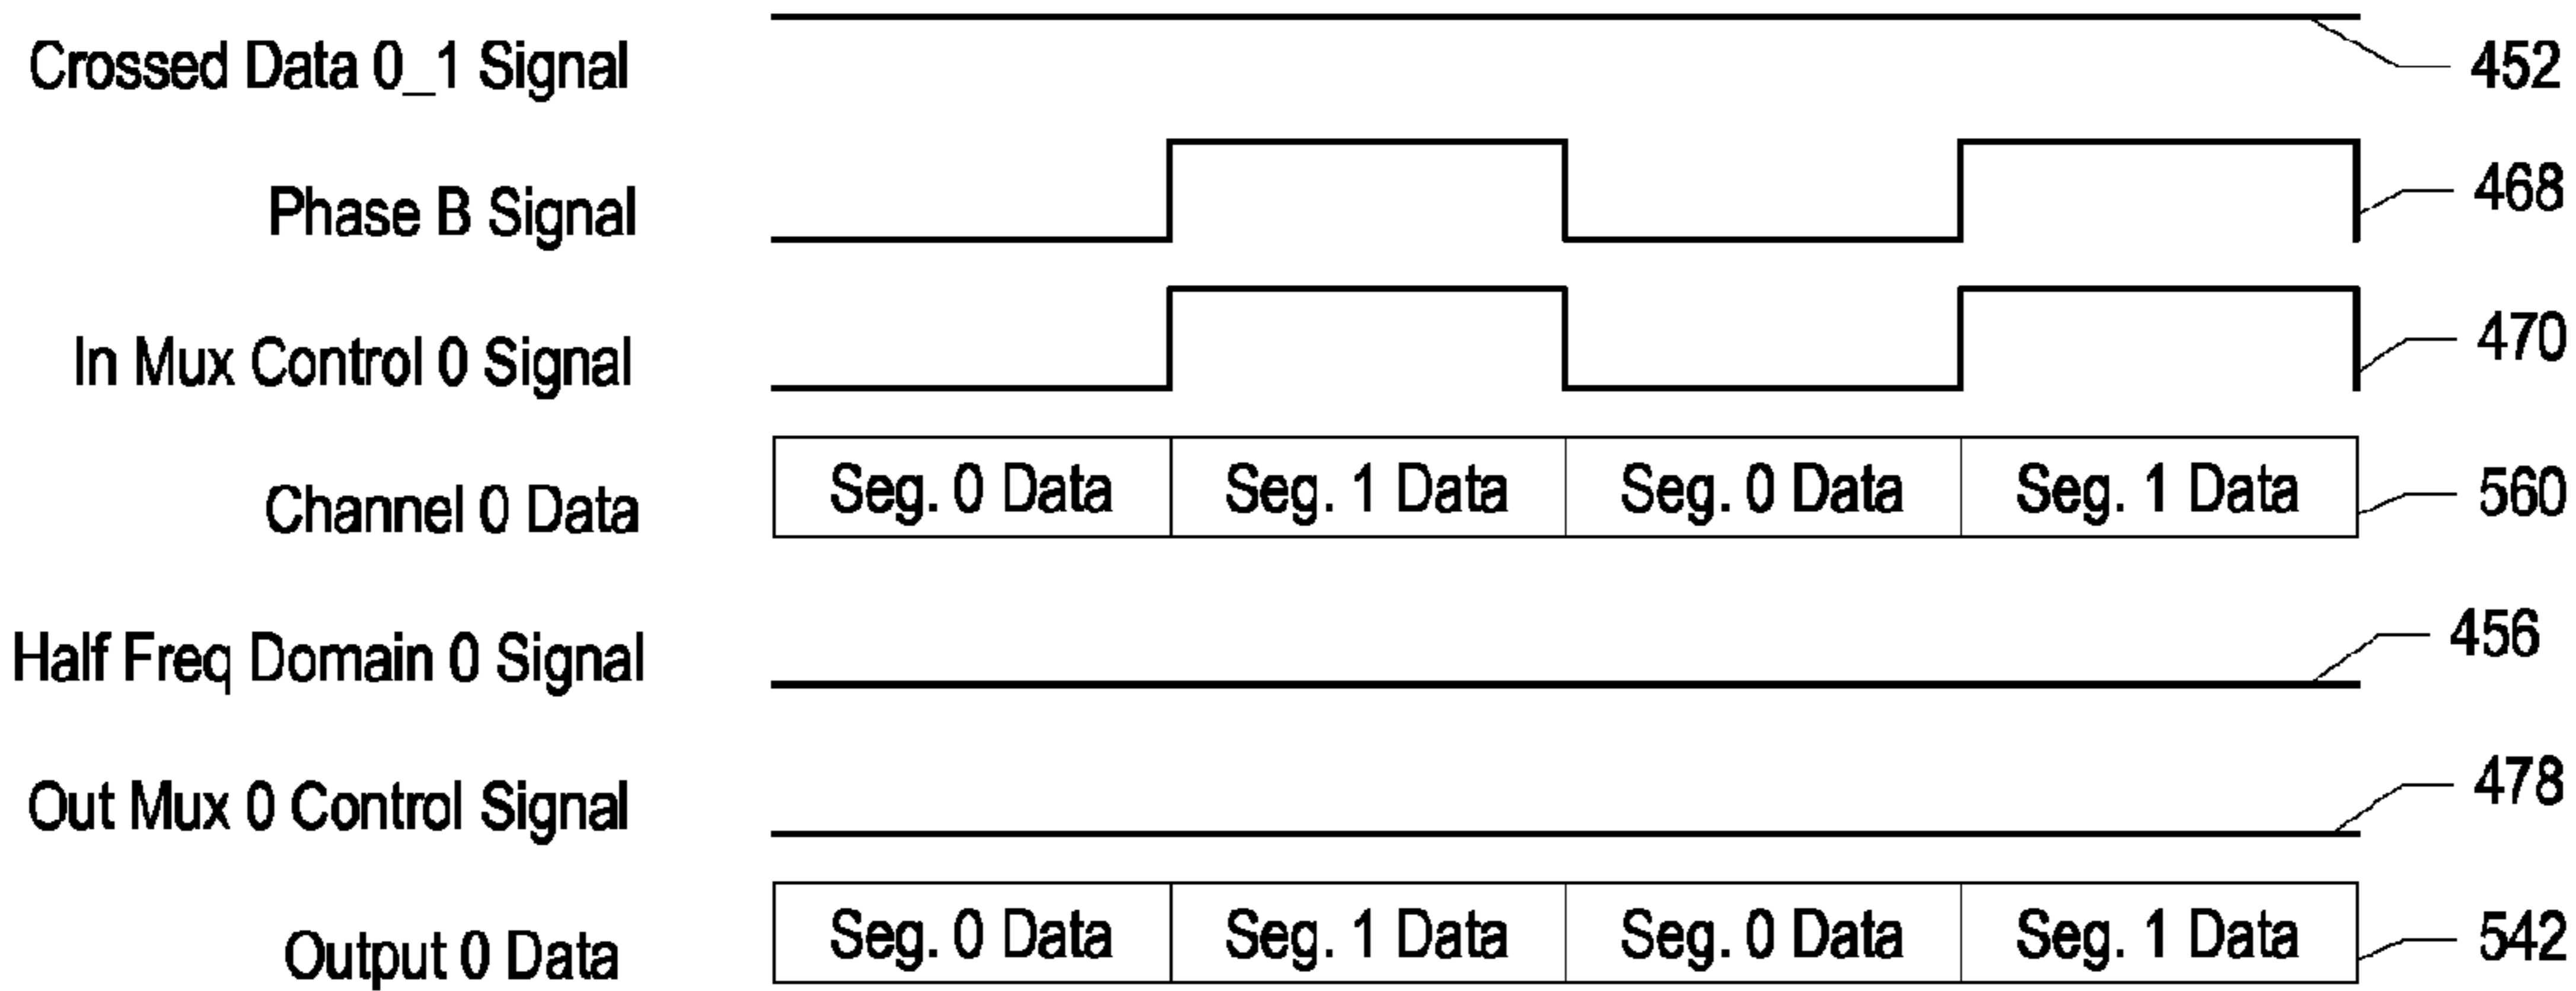 Crossed Data 0_1 Signal 452
Phase B Signal 468
In Mux Control 0 Signal 470
Channel 0 Data Seg. 0 Data Seg. 1 Data Seg. 0 Data Seg. 1 Data 560
Half Freq Domain 0 Signal 456
Out Mux 0 Control Signal 478
Output 0 Data Seg. 0 Data Seg. 1 Data Seg. 0 Data Seg. 1 Data 542